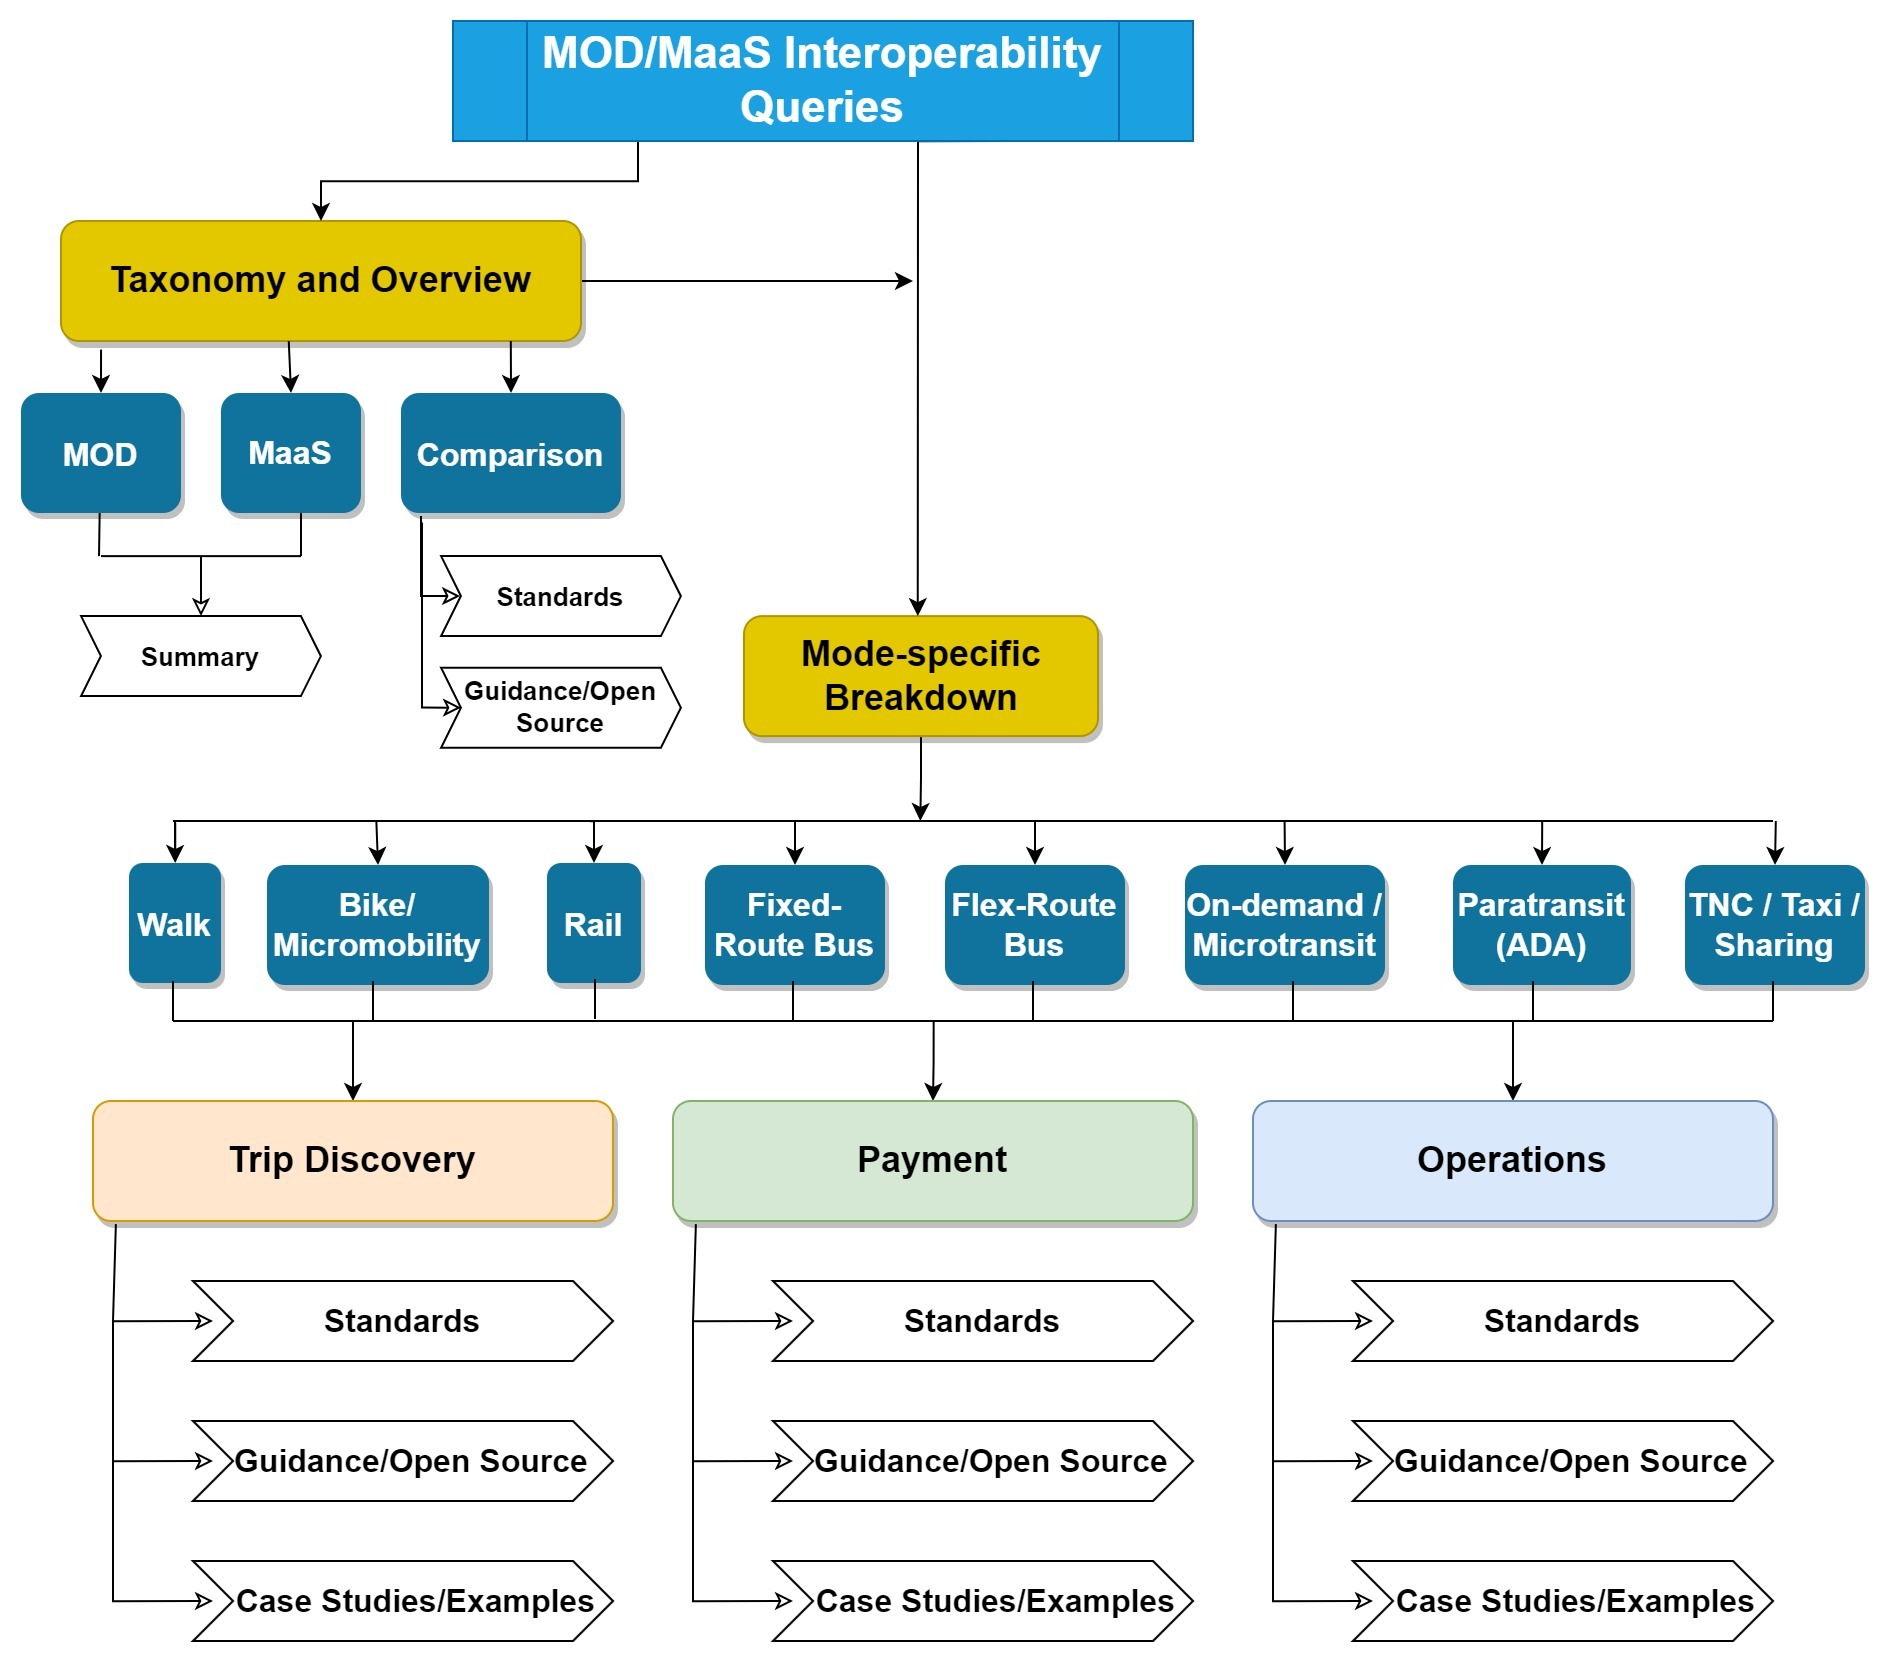 MOD/MaaS Interoperability
Queries
Taxonomy and Overview
MOD
MaaS
Comparison
Standards
Summary
Guidance/Open
Source
Mode-specific
Breakdown
Walk
Bike/
Micromobility
Rail
Fixed-
Route Bus
Flex-Route
Bus
On-demand /
Microtransit
Paratransit
(ADA)
TNC / Taxi /
Sharing
Trip Discovery
Payment
Operations
Standards
Standards
Standards
Guidance/Open Source
Guidance/Open Source
Guidance/Open Source
Case Studies/Examples
Case Studies/Examples
Case Studies/Examples